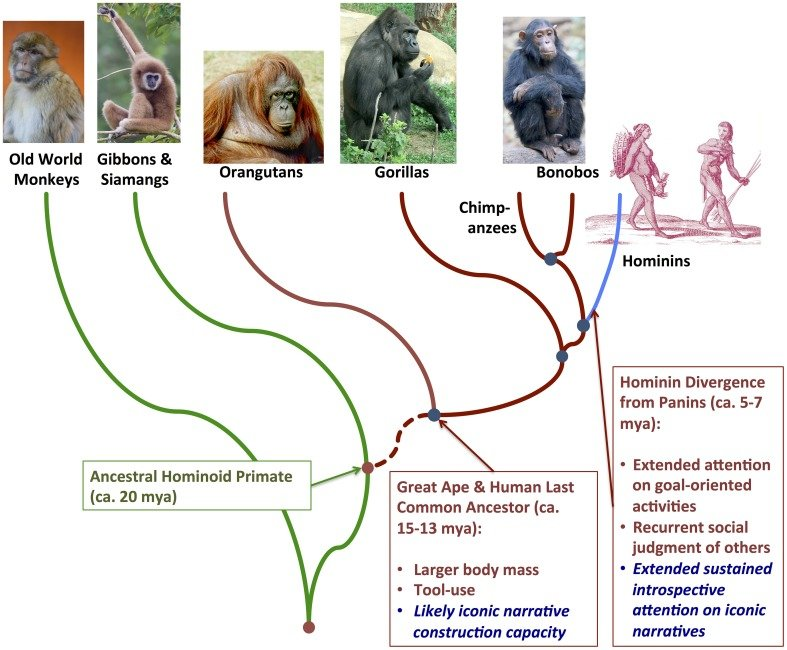 Old World
Monkeys
Gibbons &
Siamangs
Orangutans
Gorillas
Bonobos
Chimp-
anzees
Hominins
Ancestral Hominoid Primate
(ca. 20 mya)
Great Ape & Human Last
Common Ancestor (ca.
15-13 mya):
• Larger body mass
• Tool-use
• Likely iconic narrative
construction capacity
Hominin Divergence
from Panins (ca. 5-7
mya):
• Extended attention
on goal-oriented
activities
• Recurrent social
judgment of others
• Extended sustained
introspective
attention on iconic
narratives